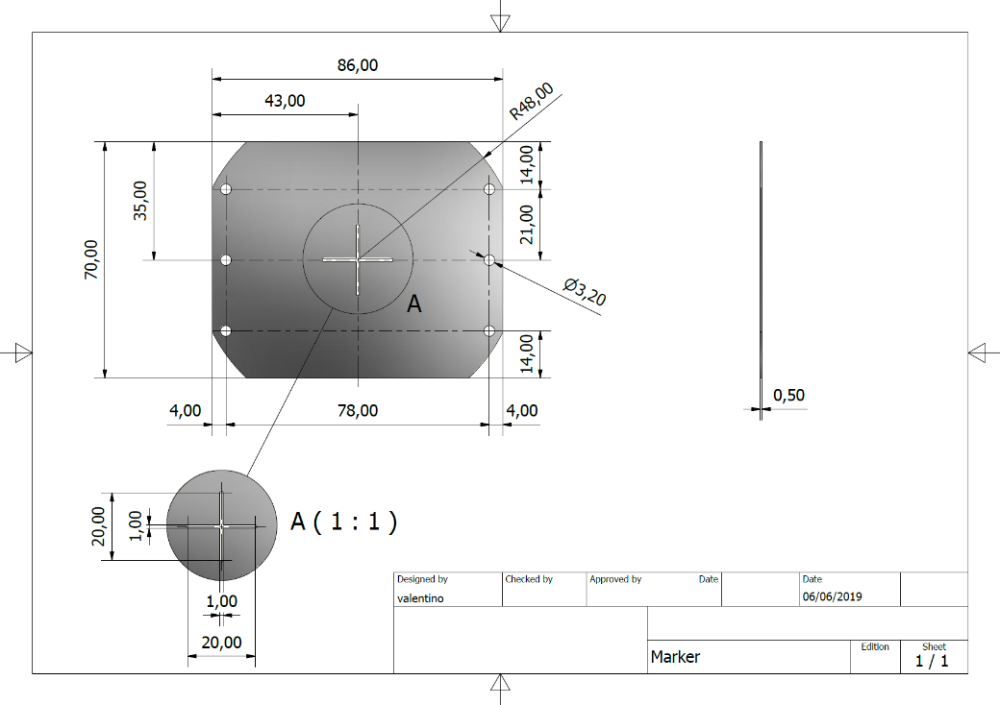 86,00
43,00
R48,00
14,00
35,00
21,00
70,00
Ø3,20
A
14,00
0,50
4,00
78,00
4,00
20,00
1,00
A ( 1 : 1 )
1,00
20,00
Designed by
Checked by
Approved by
Date
Date
valentino
06/06/2019
Marker
Edition
Sheet
1 / 1